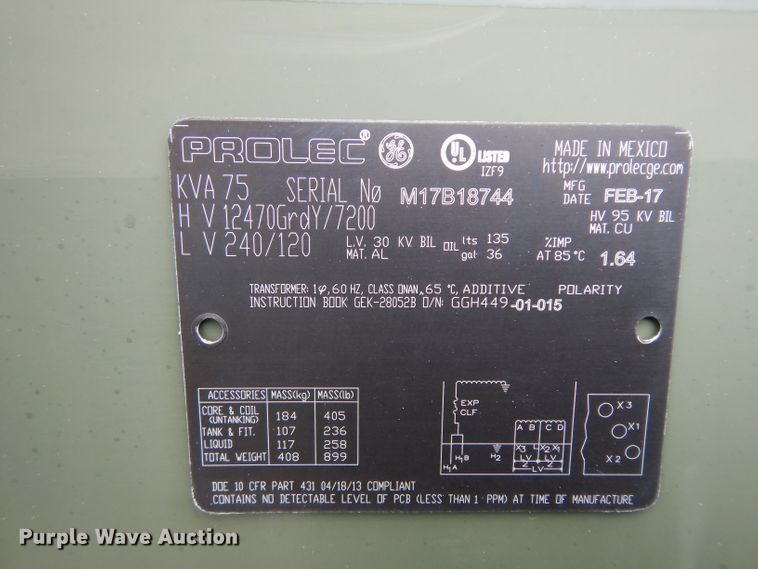 PROLEC® GE UL LISTED IZF9 MADE IN MEXICO
http://www.prolecge.com
KVA 75 SERIAL Nø M17B18744 MFG DATE FEB-17
H V 12470GrdY/7200 HV 95 KV BIL MAT. CU
L V 240/120 L.V. 30 KV BIL MAT. AL OIL lts 135 gal 36 %IMP AT 85 °C 1.64
TRANSFORMER: 1φ, 60 HZ, CLASS ONAN, 65 °C, ADDITIVE POLARITY
INSTRUCTION BOOK GEK-28052B O/N: GGH449-01-015
ACCESSORIES MASS(kg) MASS(lb)
CORE & COIL (UNTANKING) 184 405
TANK & FIT. 107 236
LIQUID 117 258
TOTAL WEIGHT 408 899
EXP
CLF
A B C D
X3 L X2 X1
LV LV
2 2
LV
H1A H1B H2
X3
X1
X2
DOE 10 CFR PART 431 04/18/13 COMPLIANT
CONTAINS NO DETECTABLE LEVEL OF PCB (LESS THAN 1 PPM) AT TIME OF MANUFACTURE
Purple Wave Auction